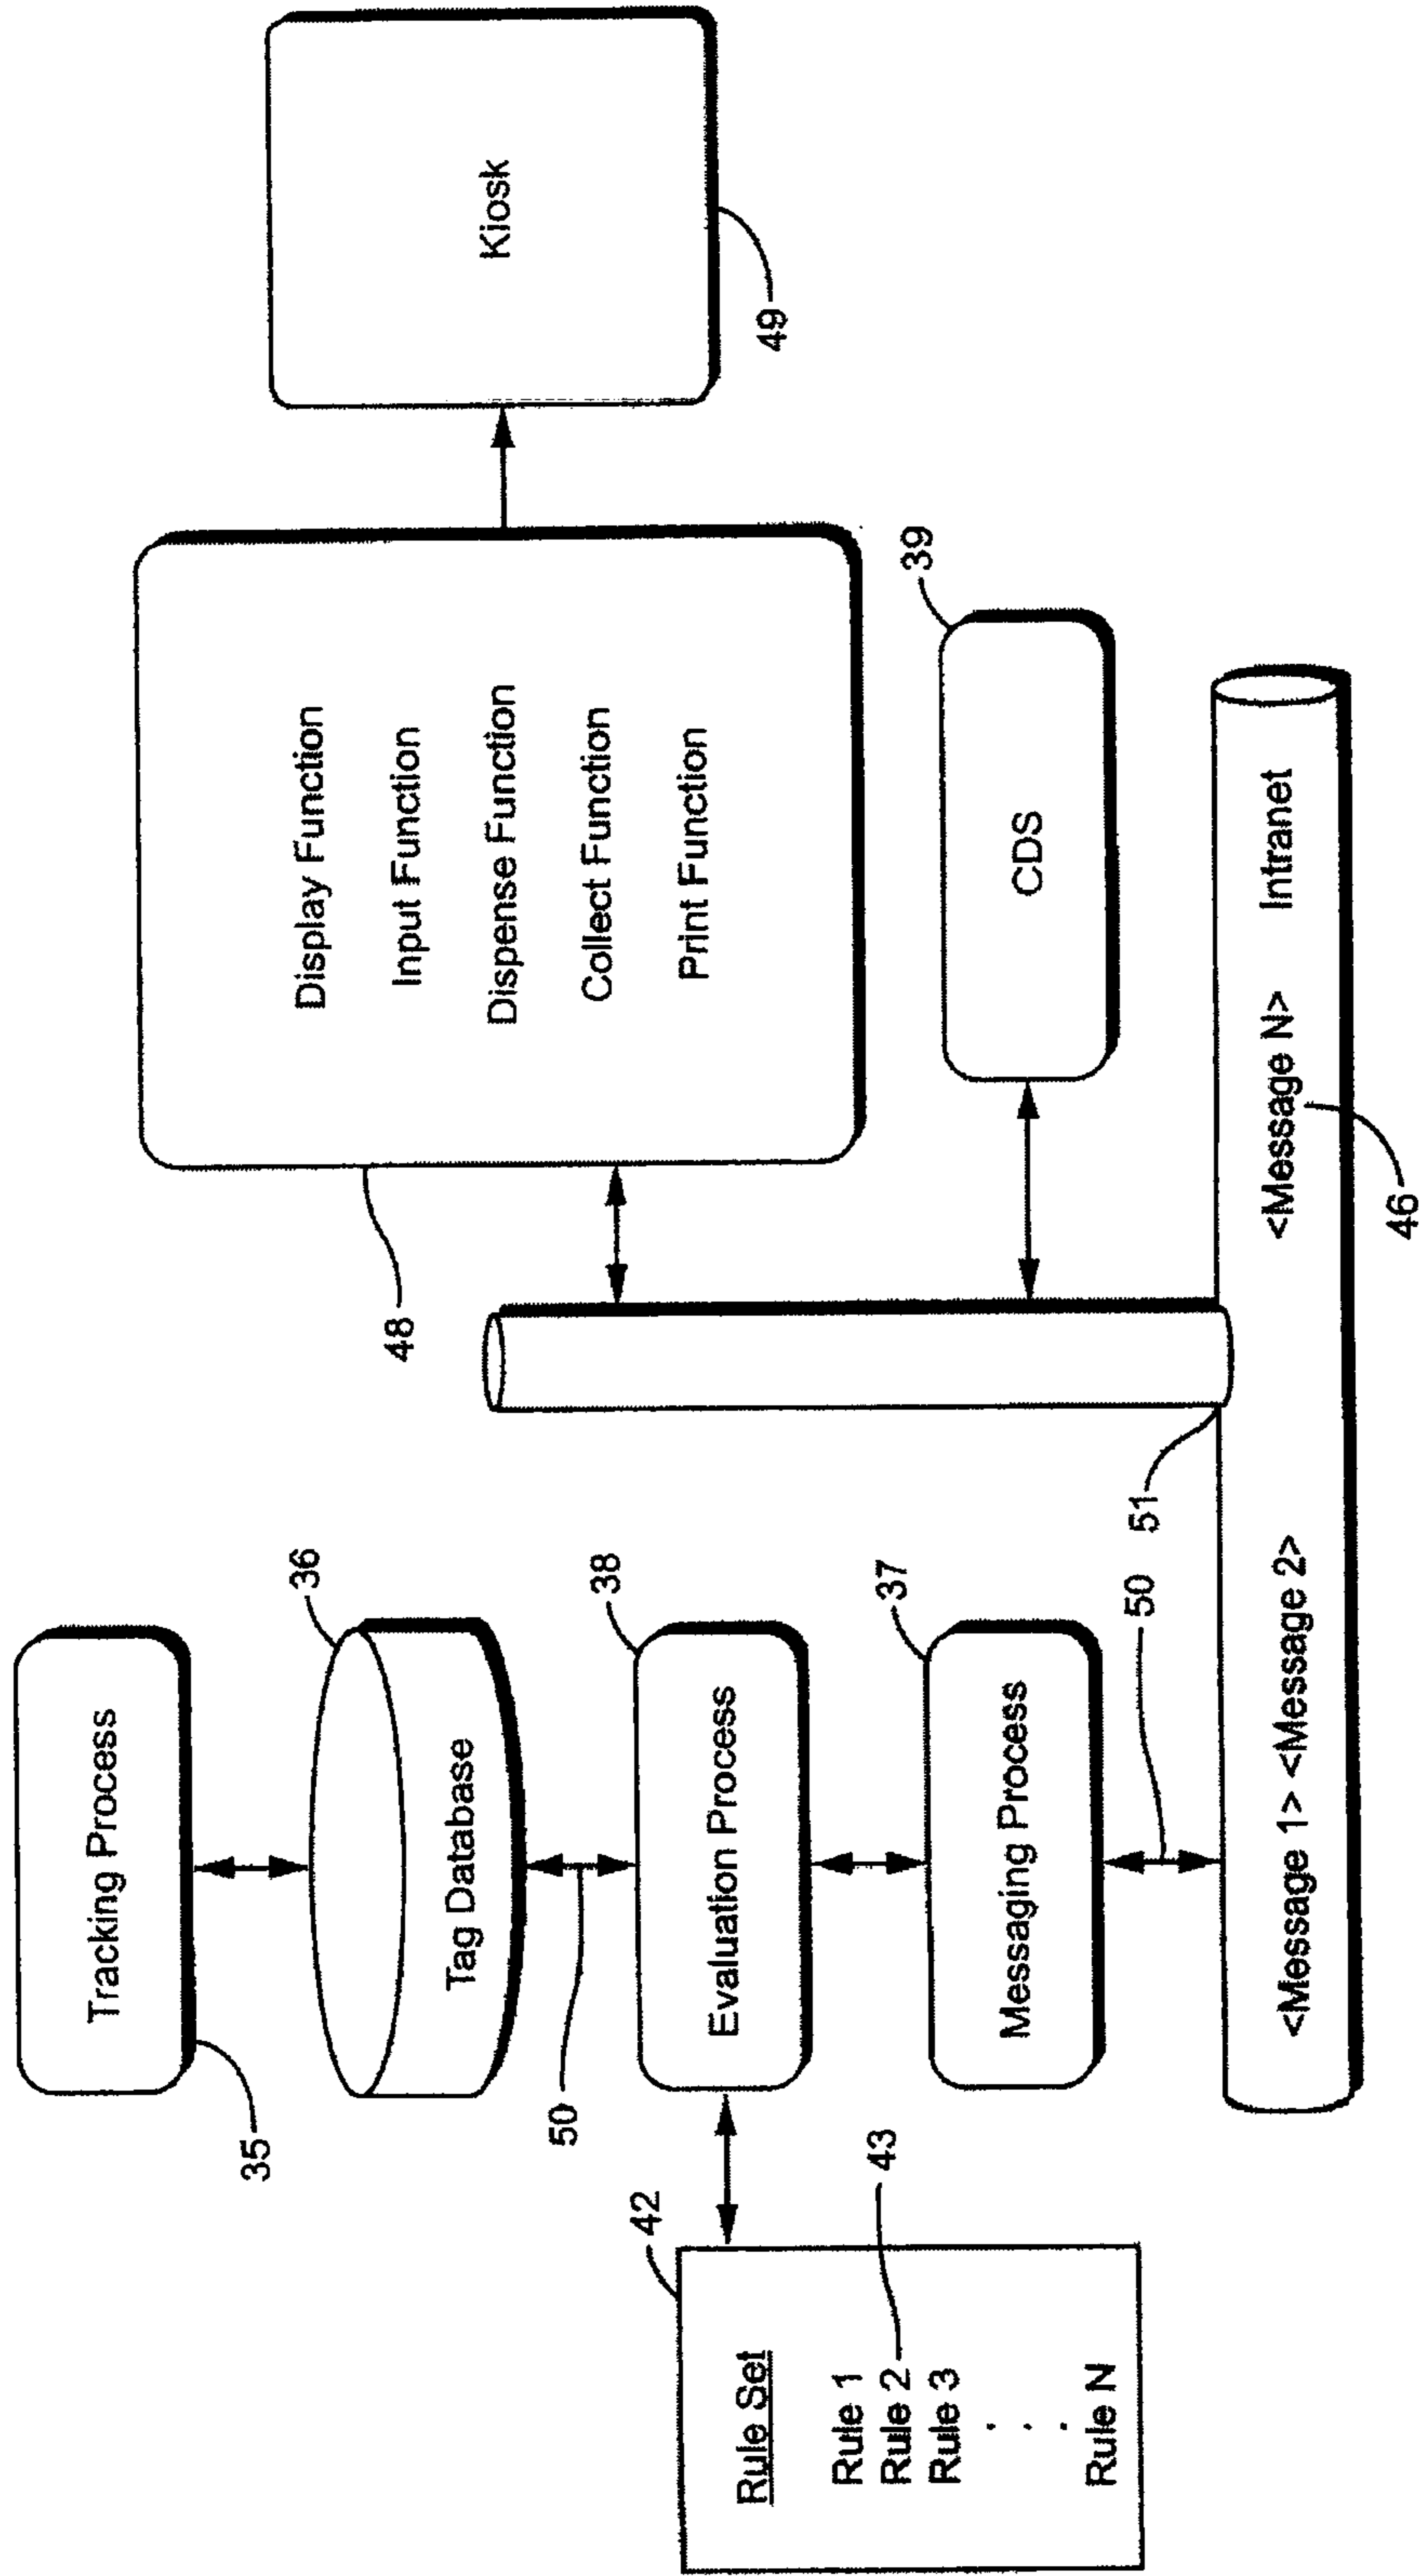 Tracking Process
35
36
Tag Database
50
38
Evaluation Process
42
Rule Set
Rule 1
Rule 2
Rule 3
.
.
.
Rule N
43
37
Messaging Process
50
51
<Message 1> <Message 2>
<Message N>
Intranet
46
48
Display Function
Input Function
Dispense Function
Collect Function
Print Function
39
CDS
Kiosk
49